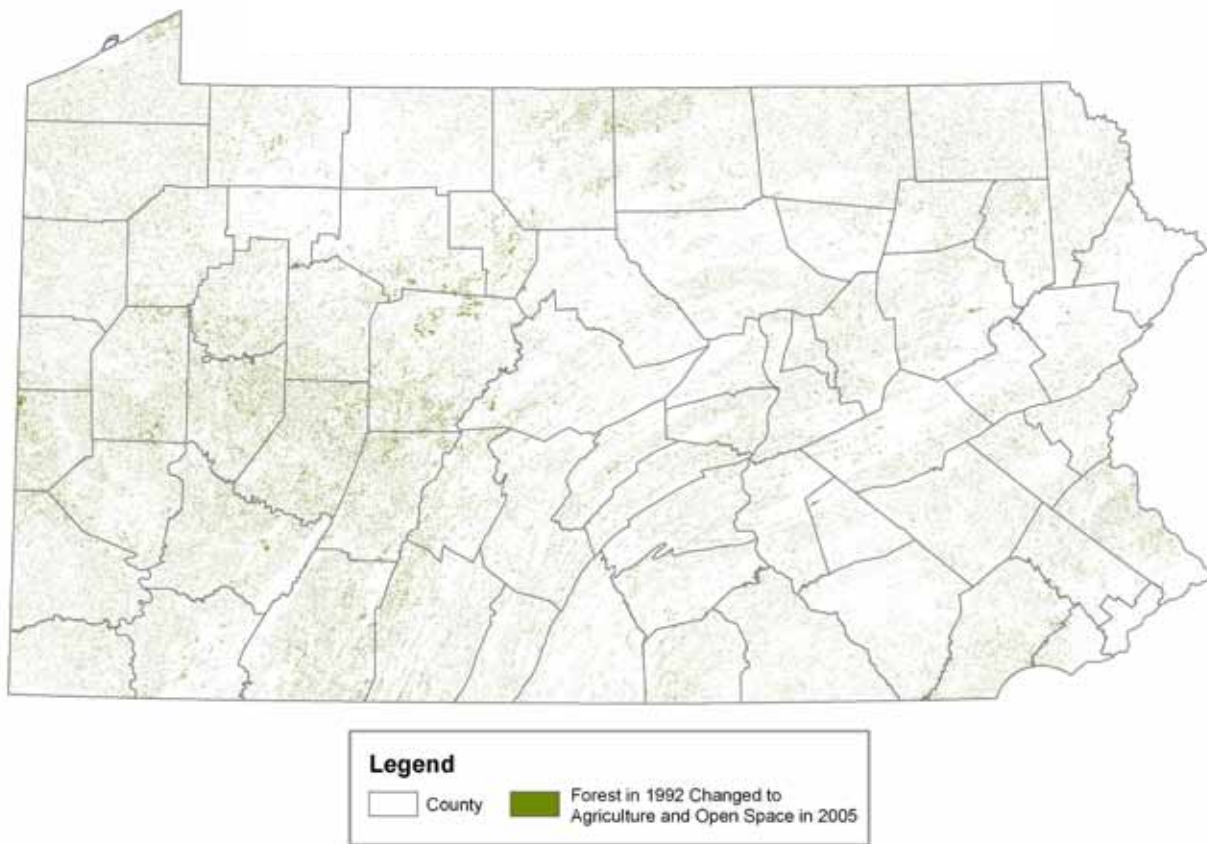 Legend
County
Forest in 1992 Changed to
Agriculture and Open Space in 2005